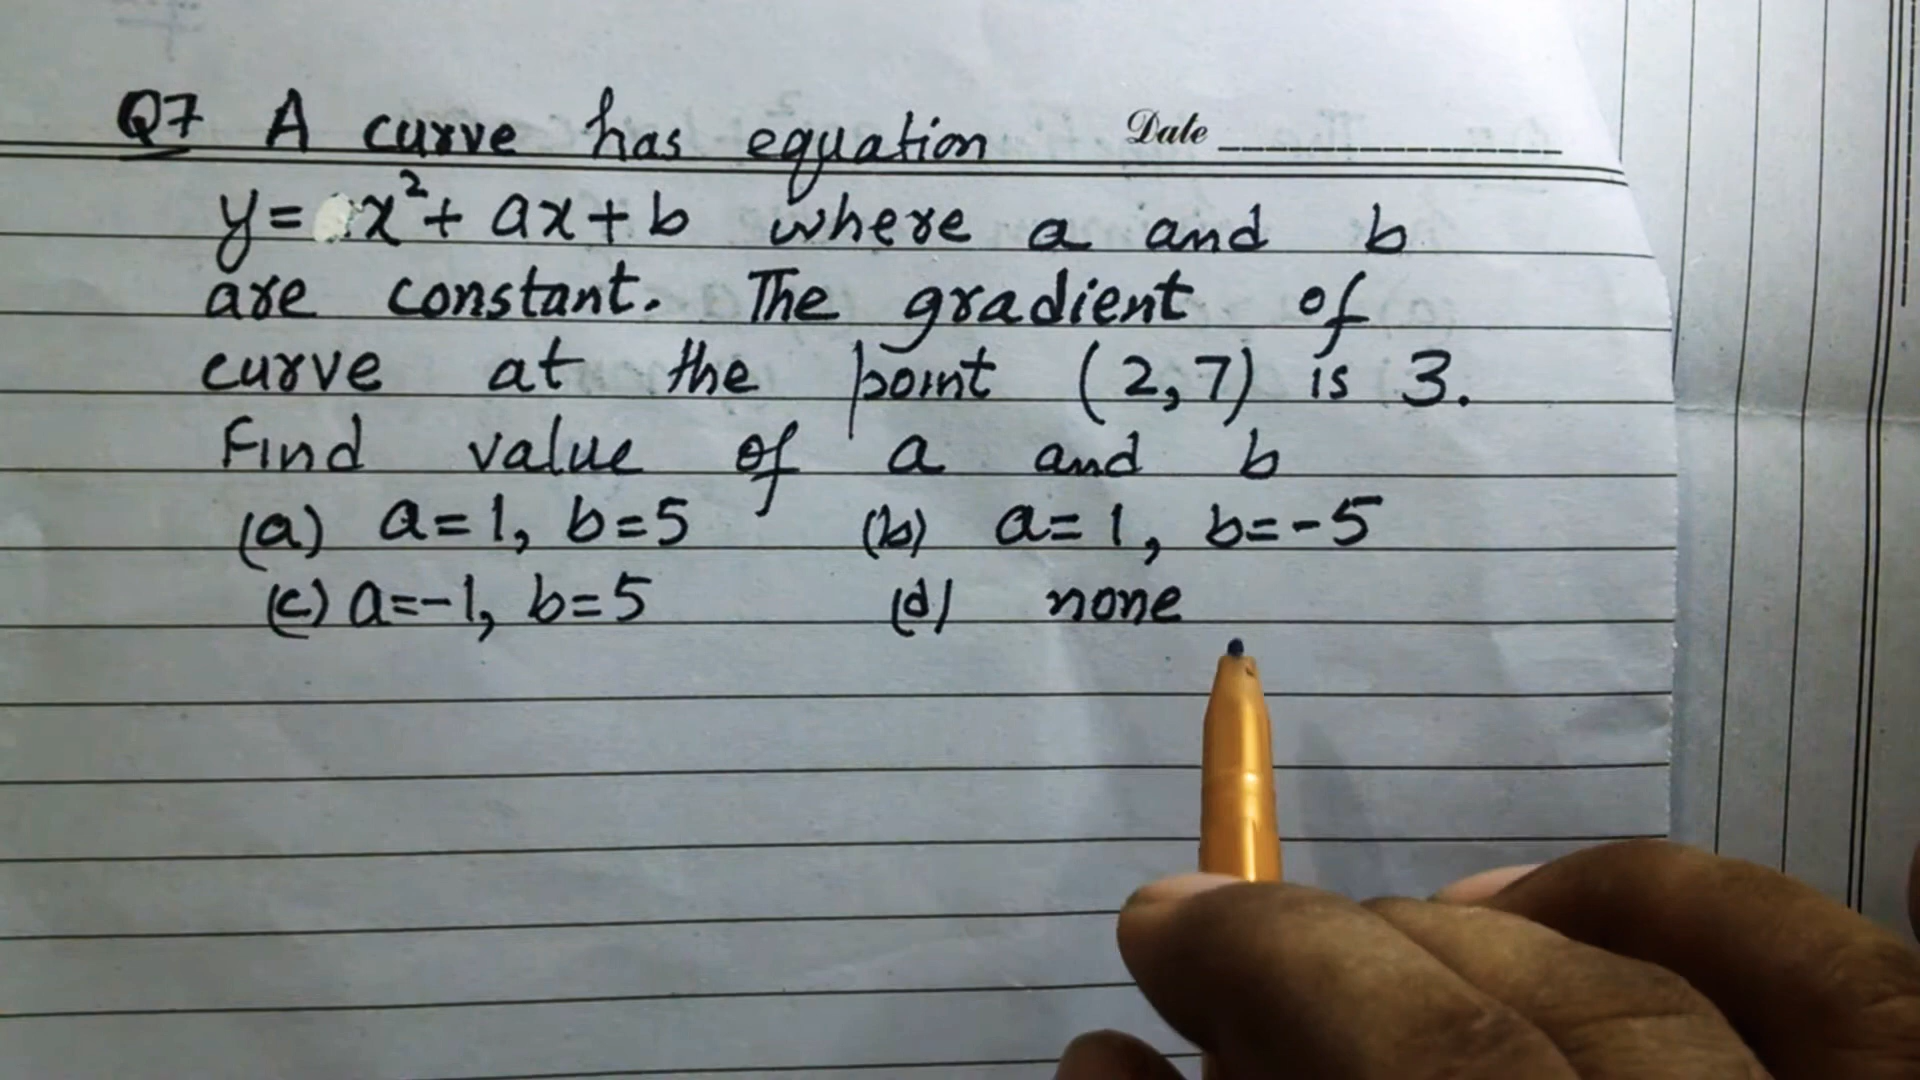 Q7 A curve has equation
Date
y = x² + ax + b where a and b
are constant. The gradient of
curve at the point (2,7) is 3.
Find value of a and b
(a) a=1, b=5 (b) a=1, b=-5
(c) a=-1, b=5 (d) none